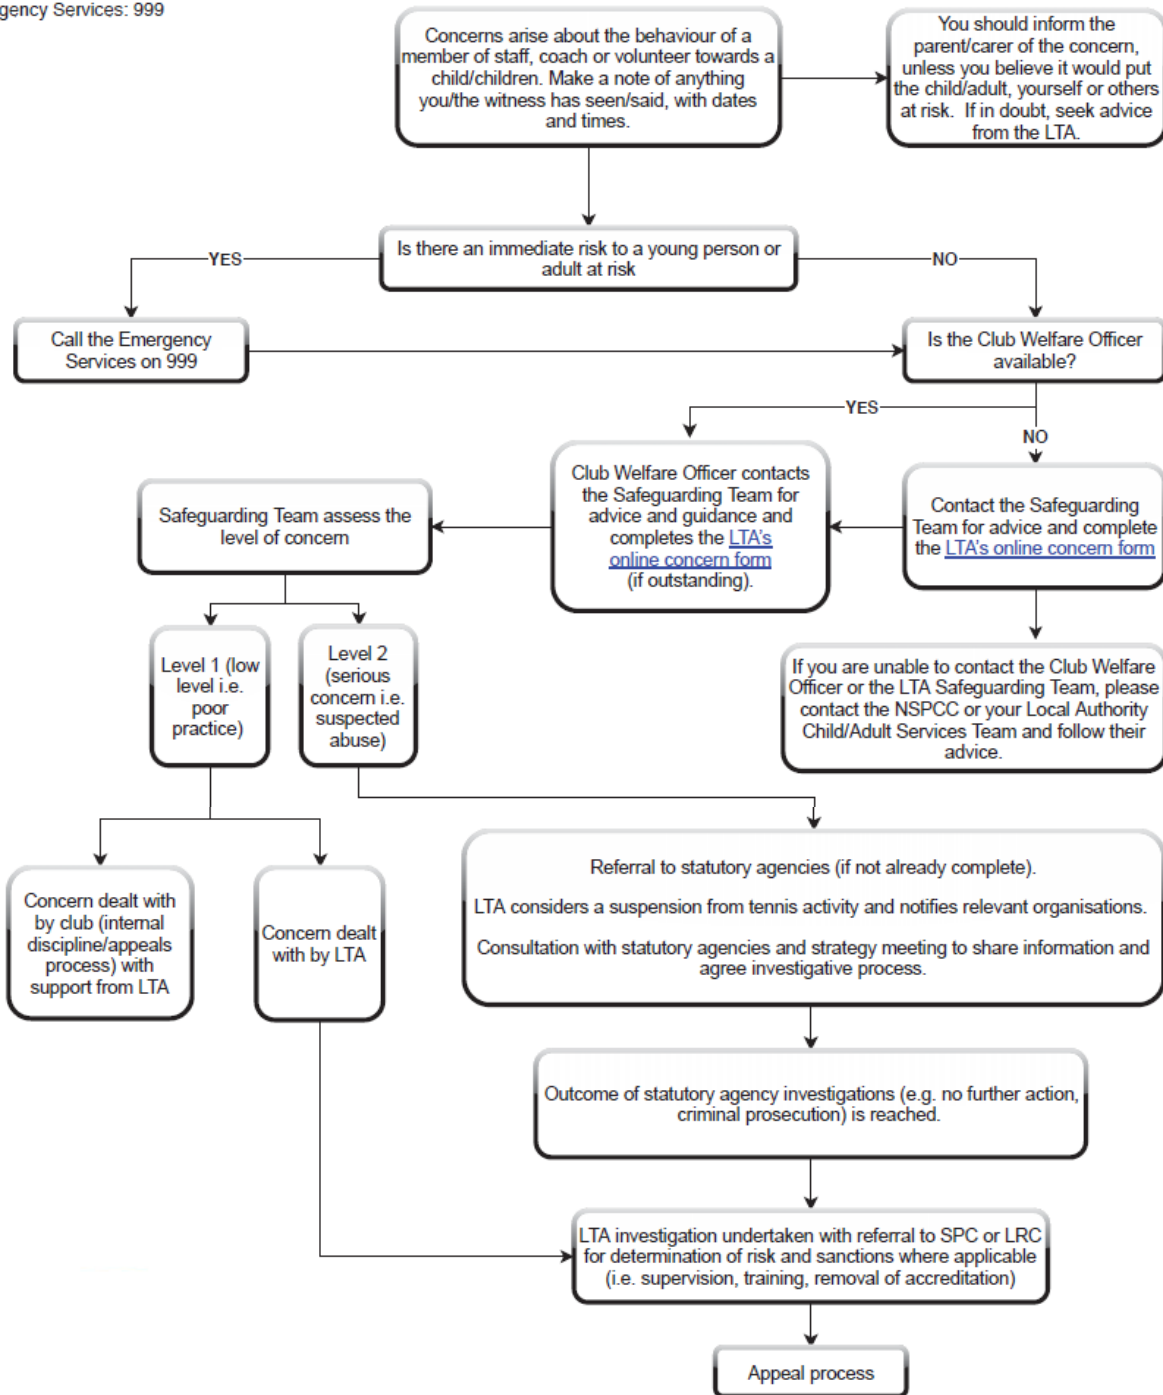 gency Services: 999
Concerns arise about the behaviour of a
member of staff, coach or volunteer towards a
child/children. Make a note of anything
you/the witness has seen/said, with dates
and times.
You should inform the
parent/carer of the concern,
unless you believe it would put
the child/adult, yourself or others
at risk. If in doubt, seek advice
from the LTA.
Is there an immediate risk to a young person or
adult at risk
YES
NO
Call the Emergency
Services on 999
Is the Club Welfare Officer
available?
YES
NO
Club Welfare Officer contacts
the Safeguarding Team for
advice and guidance and
completes the LTA's
online concern form
(if outstanding).
Contact the Safeguarding
Team for advice and complete
the LTA's online concern form
Safeguarding Team assess the
level of concern
Level 1 (low
level i.e.
poor
practice)
Level 2
(serious
concern i.e.
suspected
abuse)
If you are unable to contact the Club Welfare
Officer or the LTA Safeguarding Team, please
contact the NSPCC or your Local Authority
Child/Adult Services Team and follow their
advice.
Concern dealt with
by club (internal
discipline/appeals
process) with
support from LTA
Concern dealt
with by LTA
Referral to statutory agencies (if not already complete).
LTA considers a suspension from tennis activity and notifies relevant organisations.
Consultation with statutory agencies and strategy meeting to share information and
agree investigative process.
Outcome of statutory agency investigations (e.g. no further action,
criminal prosecution) is reached.
LTA investigation undertaken with referral to SPC or LRC
for determination of risk and sanctions where applicable
(i.e. supervision, training, removal of accreditation)
Appeal process